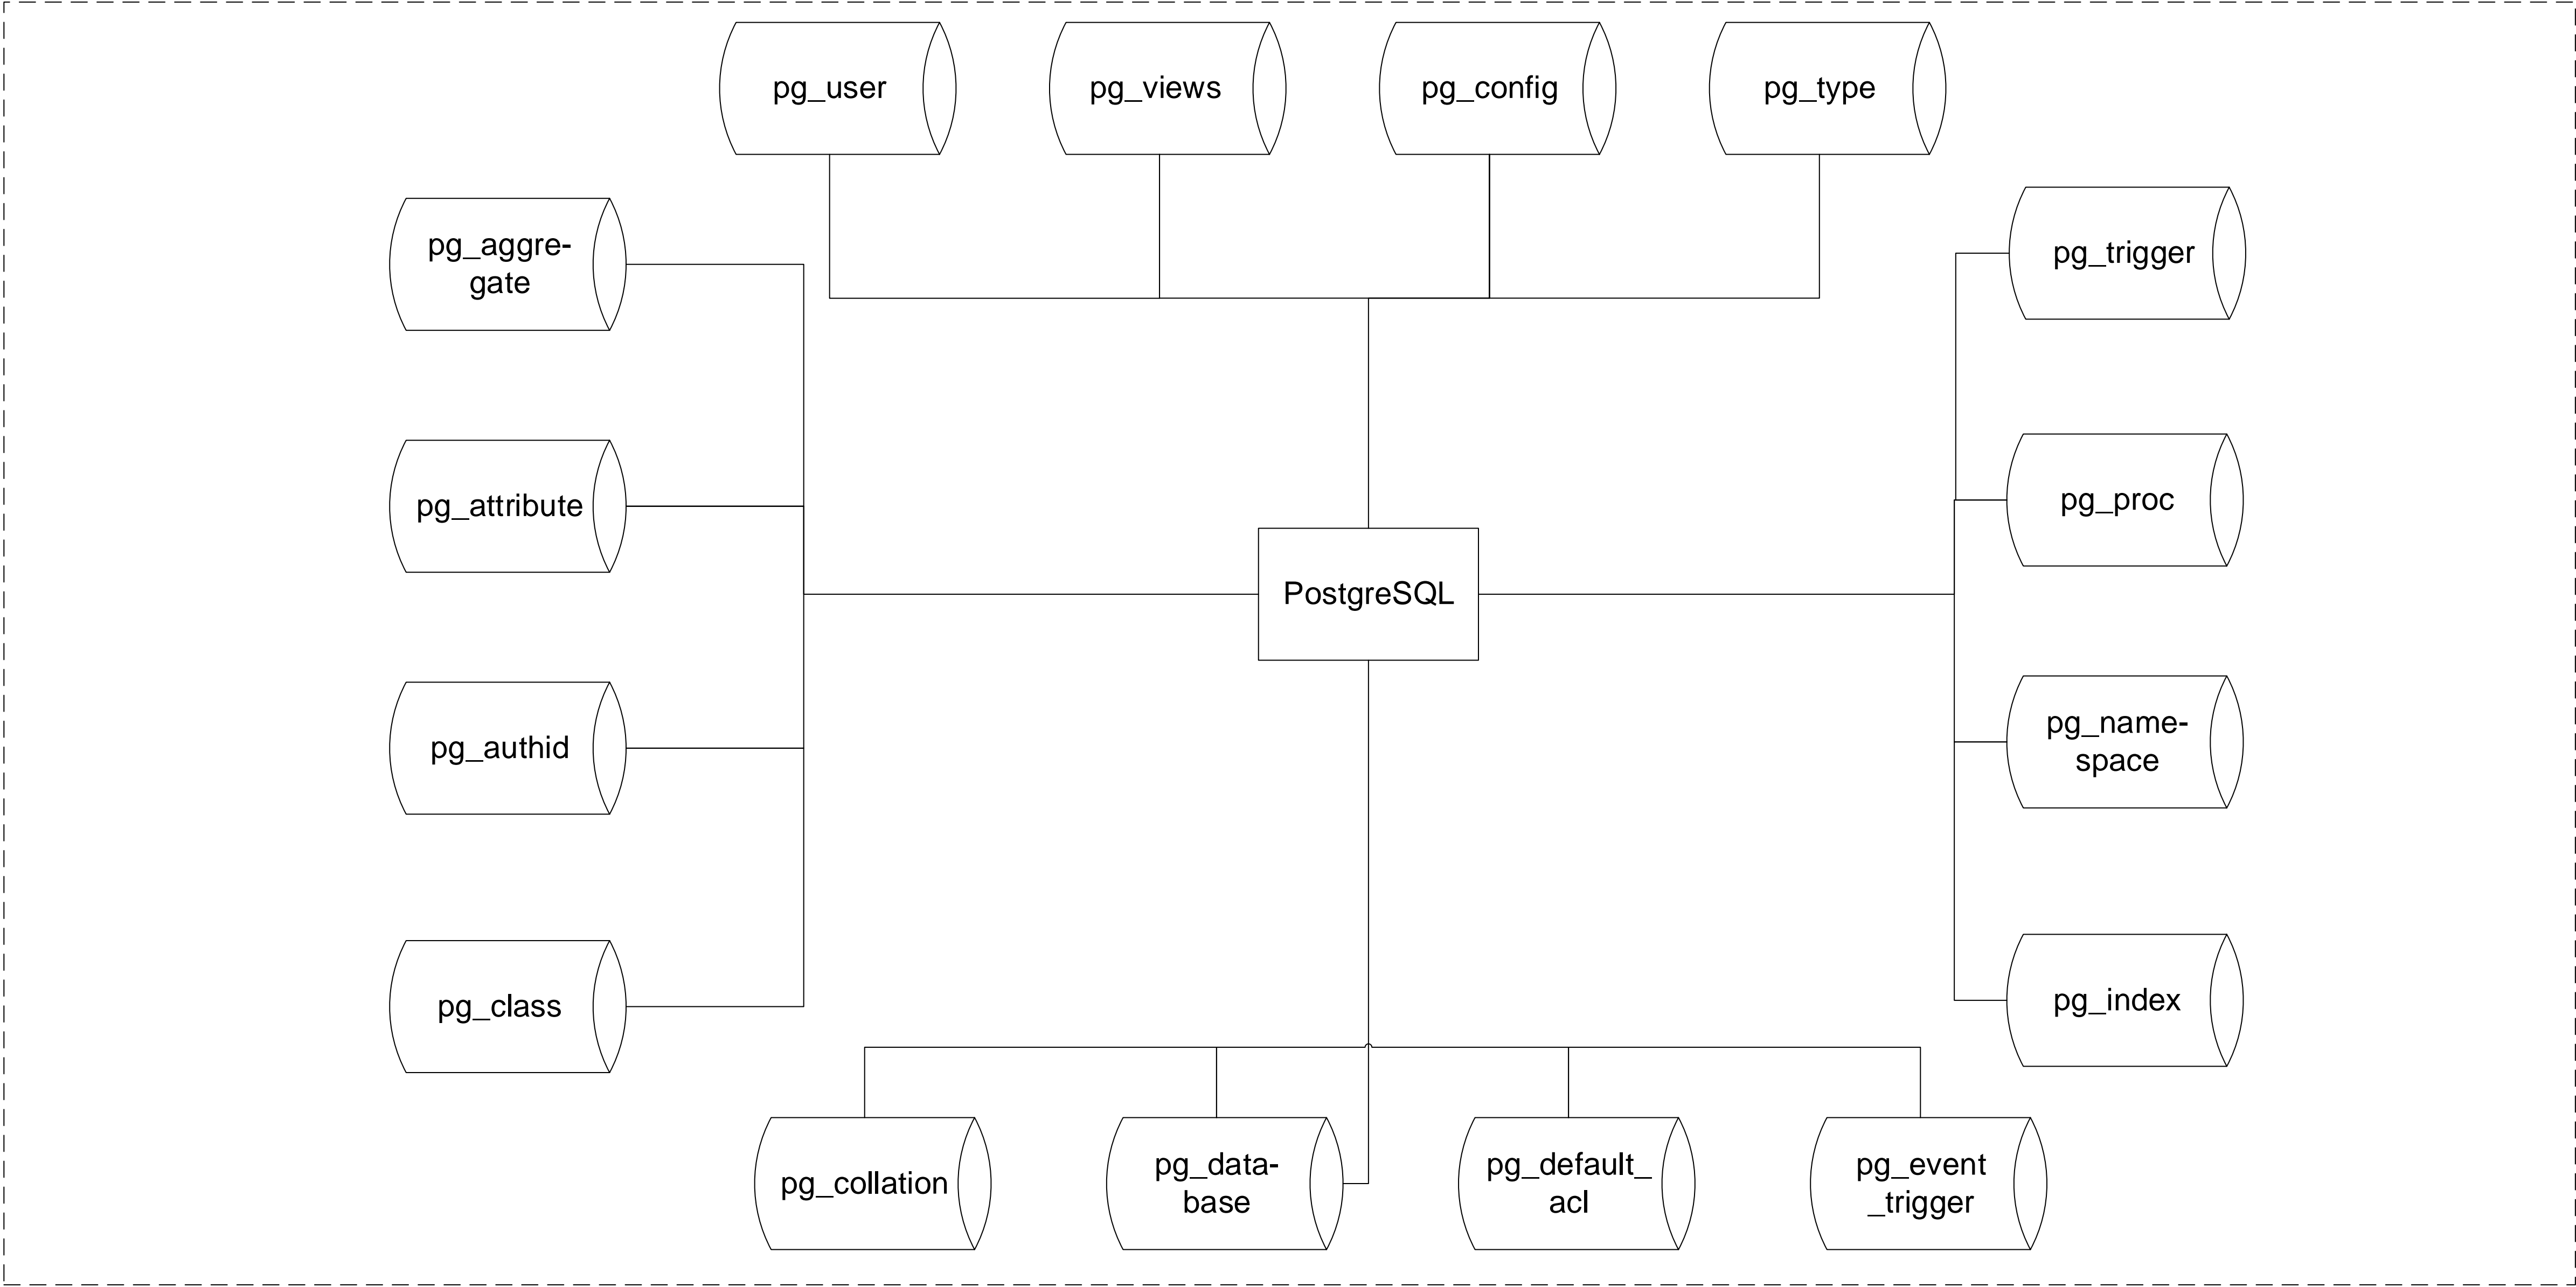 pg_user
pg_views
pg_config
pg_type
pg_aggre-
gate
pg_trigger
pg_attribute
pg_proc
PostgreSQL
pg_authid
pg_name-
space
pg_class
pg_index
pg_collation
pg_data-
base
pg_default_
acl
pg_event
_trigger